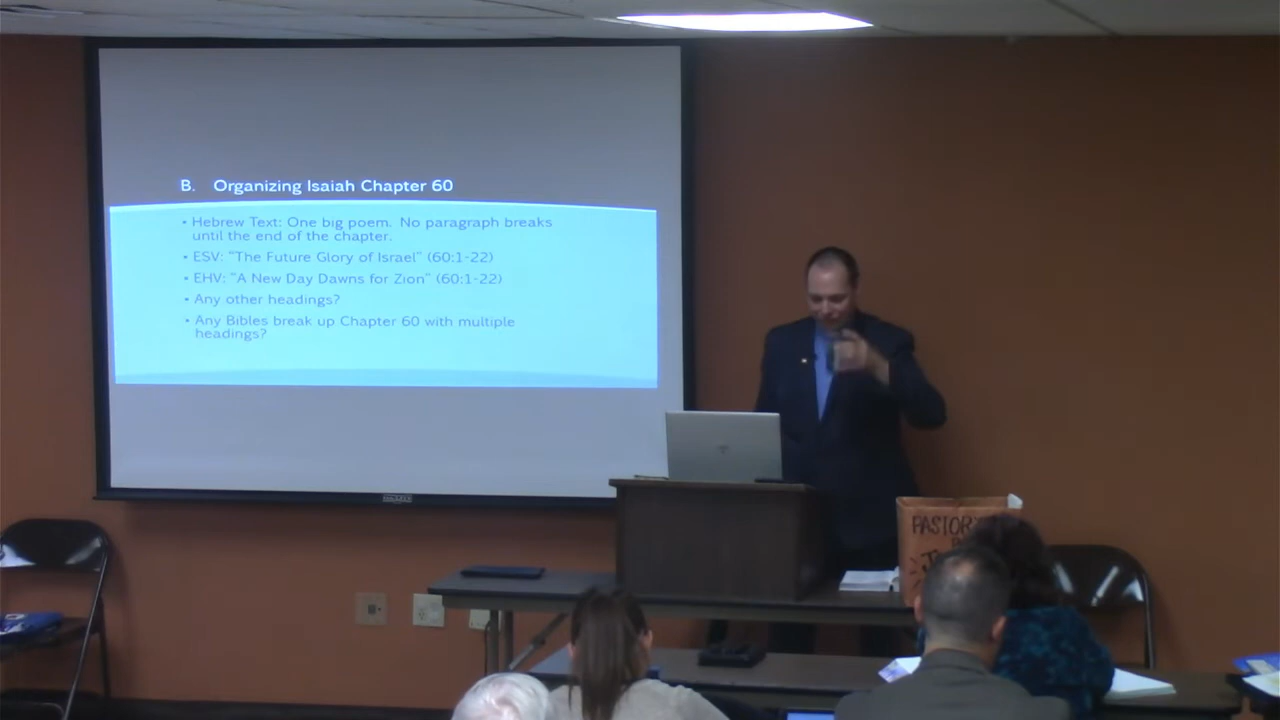 B. Organizing Isaiah Chapter 60
• Hebrew Text: One big poem. No paragraph breaks
until the end of the chapter.
• ESV: "The Future Glory of Israel" (60:1-22)
• EHV: "A New Day Dawns for Zion" (60:1-22)
• Any other headings?
• Any Bibles break up Chapter 60 with multiple
headings?
PASTOR